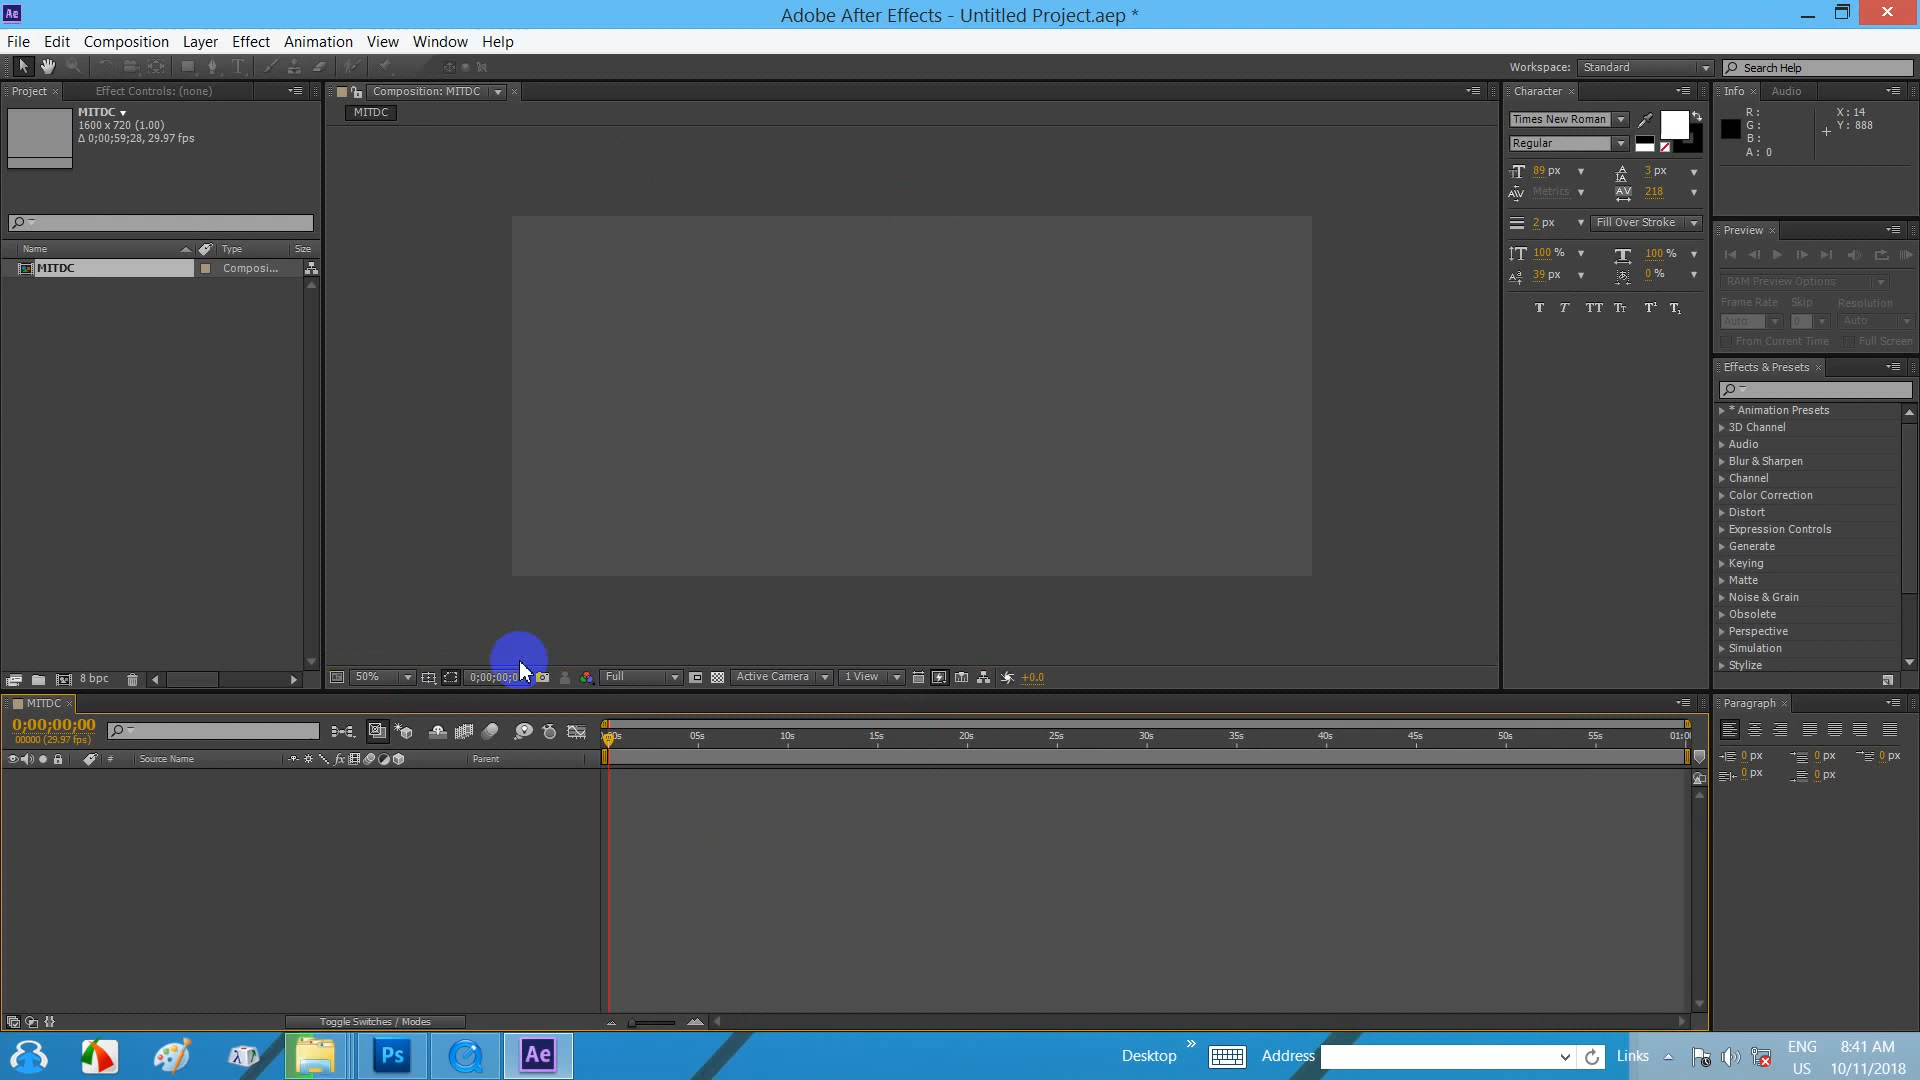 Ae
Adobe After Effects - Untitled Project.aep *
File Edit Composition Layer Effect Animation View Window Help
Workspace: Standard
Search Help
Project
Effect Controls: (none)
MITDC
1600 x 720 (1.00)
Δ 0;00;59;28, 29.97 fps
Name Type Size
MITDC Composi...
8 bpc
Composition: MITDC
MITDC
50%
Full
Active Camera
1 View
+0.0
Character
Times New Roman
Regular
89 px
3 px
Metrics
218
2 px
Fill Over Stroke
100 %
100 %
39 px
0 %
T T TT Tt T¹ T₁
Info Audio
R :
G :
B :
A : 0
X : 14
Y : 888
Preview
RAM Preview Options
Frame Rate Skip Resolution
Auto 0 Auto
From Current Time Full Screen
Effects & Presets
* Animation Presets
3D Channel
Audio
Blur & Sharpen
Channel
Color Correction
Distort
Expression Controls
Generate
Keying
Matte
Noise & Grain
Obsolete
Perspective
Simulation
Stylize
MITDC
0;00;00;00
00000 (29.97 fps)
05s 10s 15s 20s 25s 30s 35s 40s 45s 50s 55s
# Source Name fx Parent
Toggle Switches / Modes
Paragraph
0 px 0 px 0 px
0 px 0 px
Ps
Ae
Desktop
Address
Links
ENG
US
8:41 AM
10/11/2018